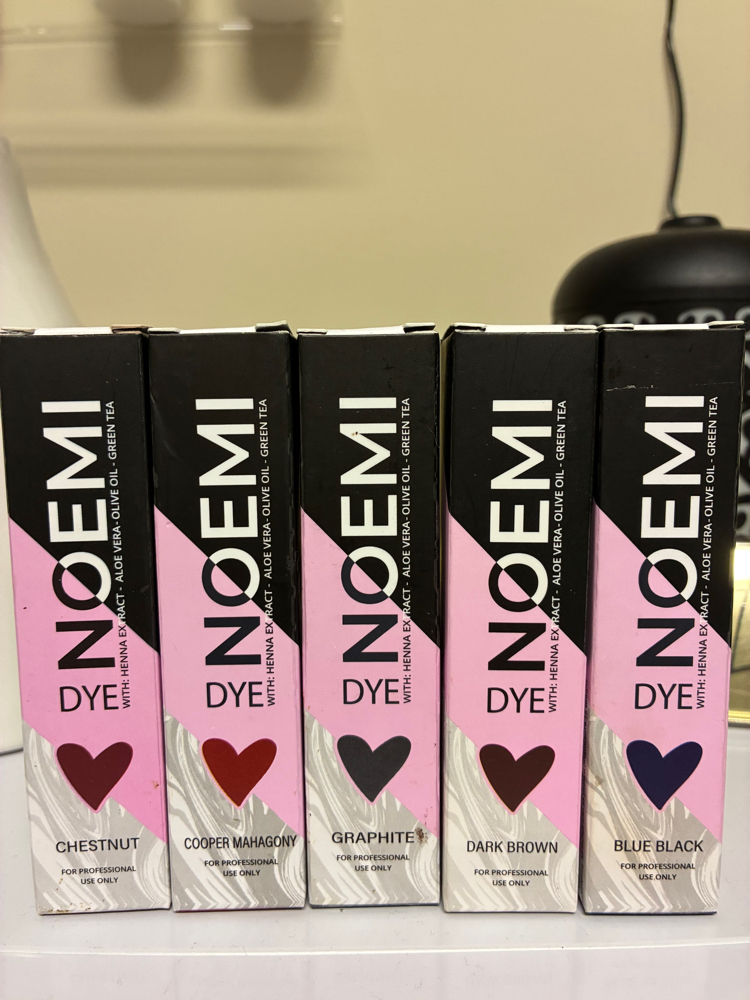 NOEMI
DYE
WITH: HENNA EXTRACT - ALOE VERA- OLIVE OIL - GREEN TEA
CHESTNUT
FOR PROFESSIONAL
USE ONLY
NOEMI
DYE
WITH: HENNA EXTRACT - ALOE VERA- OLIVE OIL - GREEN TEA
COOPER MAHAGONY
FOR PROFESSIONAL
USE ONLY
NOEMI
DYE
WITH: HENNA EXTRACT - ALOE VERA- OLIVE OIL - GREEN TEA
GRAPHITE
FOR PROFESSIONAL
USE ONLY
NOEMI
DYE
WITH: HENNA EXTRACT - ALOE VERA- OLIVE OIL - GREEN TEA
DARK BROWN
FOR PROFESSIONAL
USE ONLY
NOEMI
DYE
WITH: HENNA EXTRACT - ALOE VERA- OLIVE OIL - GREEN TEA
BLUE BLACK
FOR PROFESSIONAL
USE ONLY